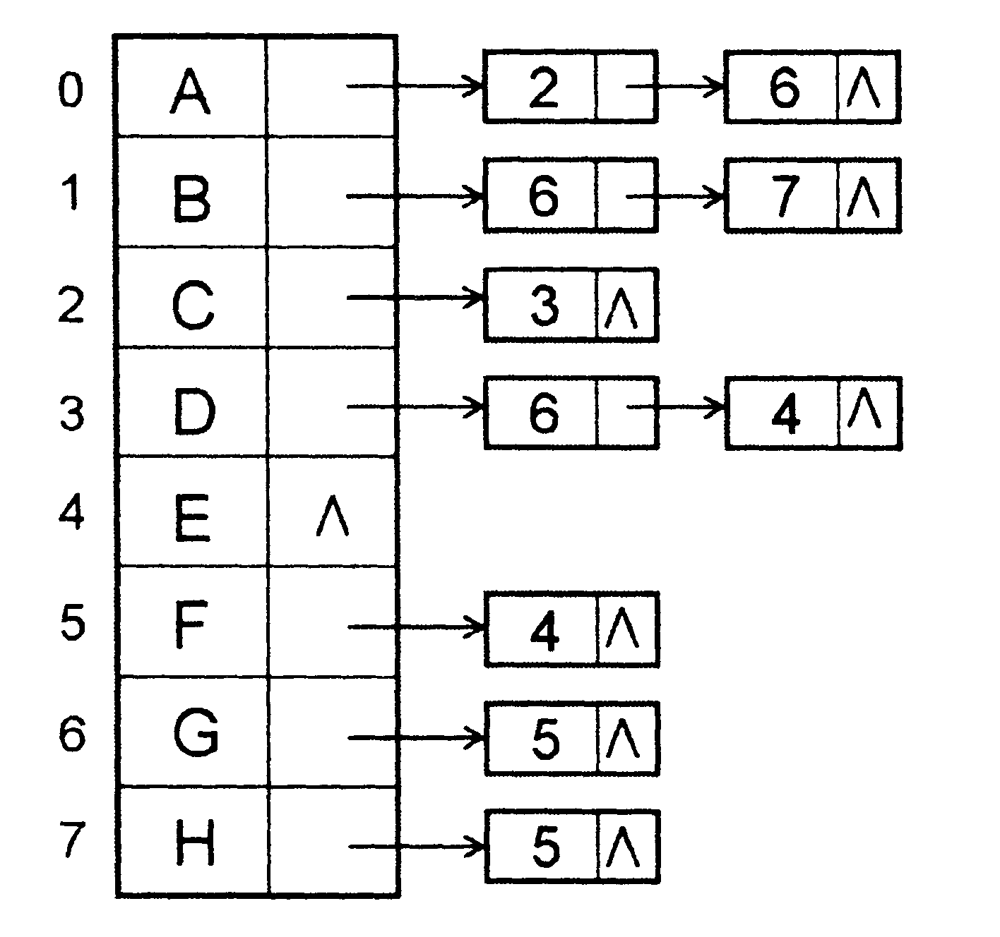 0 A 2 6 ∧
1 B 6 7 ∧
2 C 3 ∧
3 D 6 4 ∧
4 E ∧
5 F 4 ∧
6 G 5 ∧
7 H 5 ∧